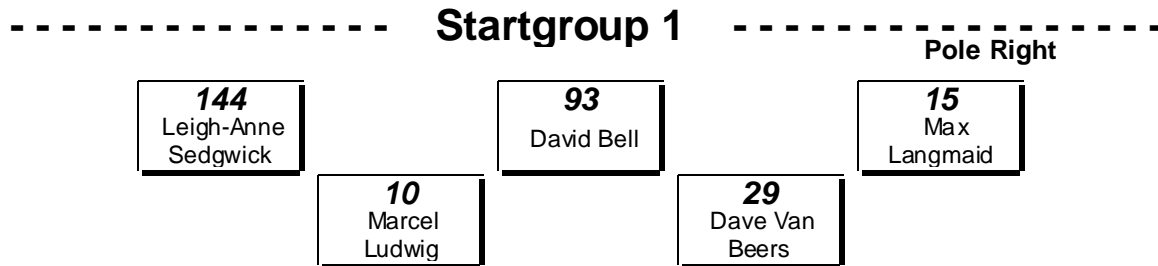 Startgroup 1
Pole Right
144
Leigh-Anne
Sedgwick
93
David Bell
15
Max
Langmaid
10
Marcel
Ludwig
29
Dave Van
Beers